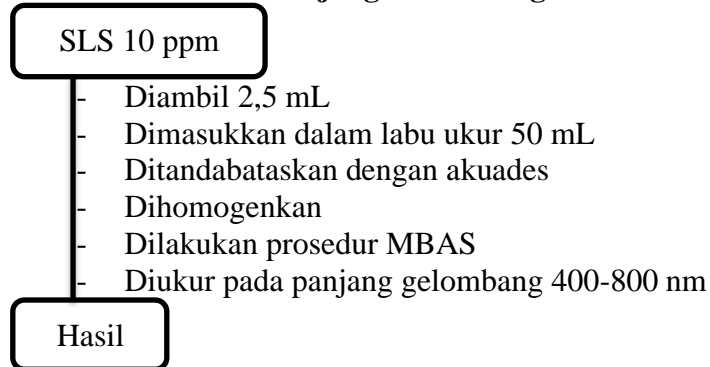 SLS 10 ppm
- Diambil 2,5 mL
- Dimasukkan dalam labu ukur 50 mL
- Ditandabataskan dengan akuades
- Dihomogenkan
- Dilakukan prosedur MBAS
- Diukur pada panjang gelombang 400-800 nm
Hasil